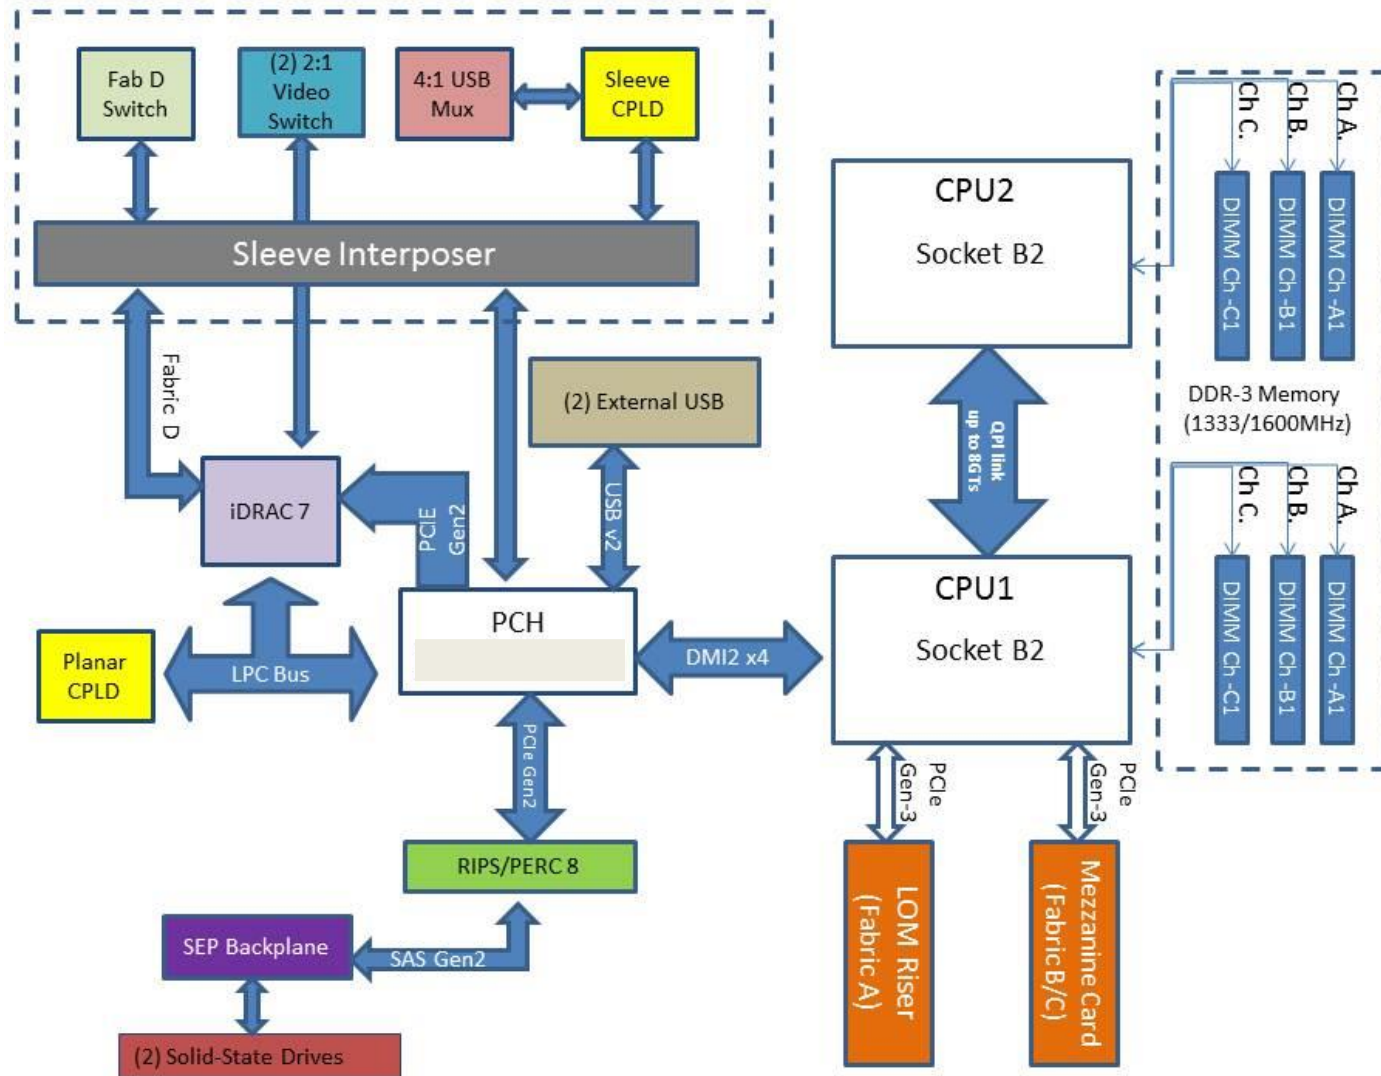 Fab D
Switch
(2) 2:1
Video
Switch
4:1 USB
Mux
Sleeve
CPLD
Sleeve Interposer
Fabric D
iDRAC 7
PCIE
Gen2
(2) External USB
USB v2
PCH
Planar
CPLD
LPC Bus
DMI2 x4
PCIe Gen2
RIPS/PERC 8
SEP Backplane
SAS Gen2
(2) Solid-State Drives
CPU2
Socket B2
QPI link
up to 8GTs
CPU1
Socket B2
PCIe
Gen-3
PCIe
Gen-3
LOM Riser
(Fabric A)
Mezzanine Card
(Fabric B/C)
Ch C.
Ch B.
Ch A.
DIMM Ch -C1
DIMM Ch -B1
DIMM Ch -A1
DDR-3 Memory
(1333/1600MHz)
Ch C.
Ch B.
Ch A.
DIMM Ch -C1
DIMM Ch -B1
DIMM Ch -A1